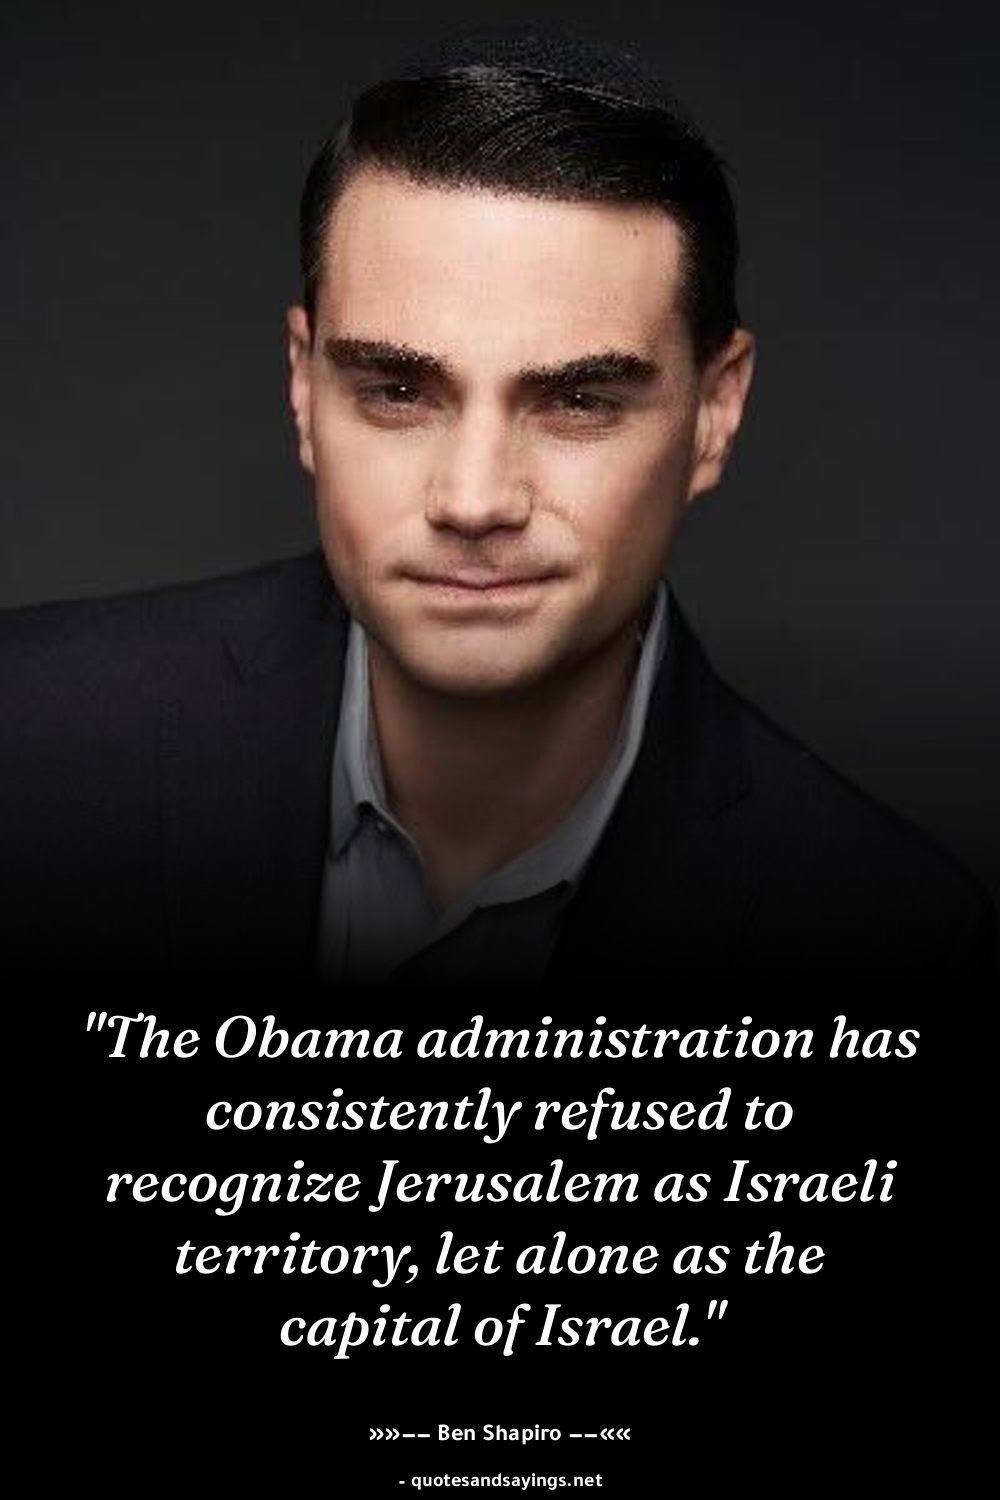 "The Obama administration has
consistently refused to
recognize Jerusalem as Israeli
territory, let alone as the
capital of Israel."
»»—— Ben Shapiro ——««
- quotesandsayings.net